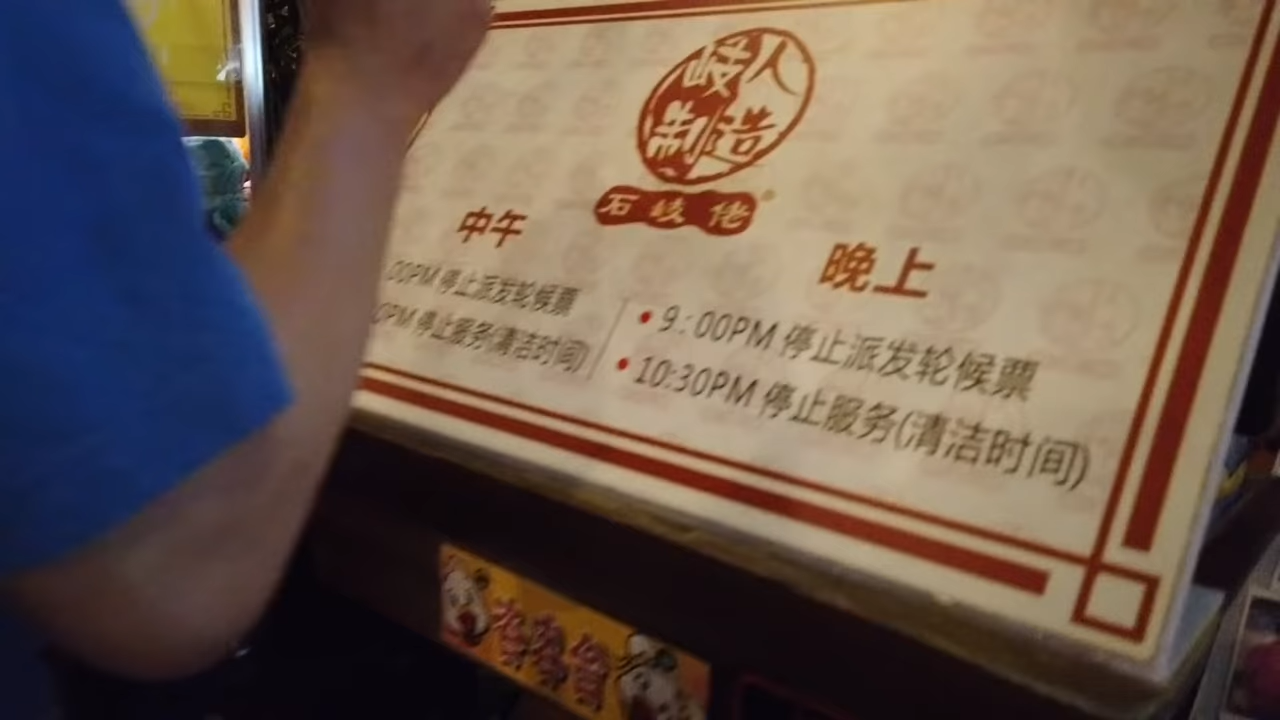 岐人
制造
石岐佬
中午
00PM 停止派发轮候票
0PM 停止服务(清洁时间)
晚上
• 9:00PM 停止派发轮候票
• 10:30PM 停止服务(清洁时间)